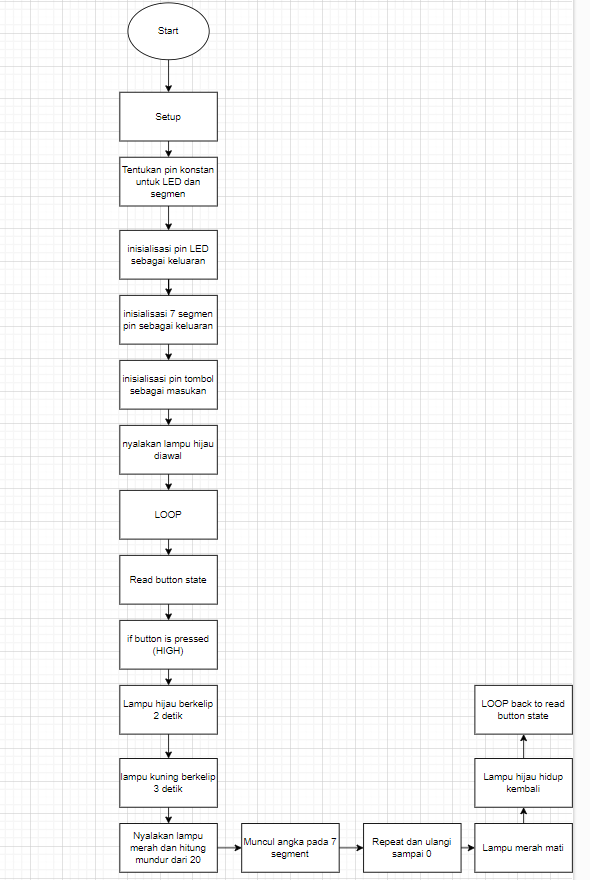 Start
Setup
Tentukan pin konstan
untuk LED dan
segmen
inisialisasi pin LED
sebagai keluaran
inisialisasi 7 segmen
pin sebagai keluaran
inisialisasi pin tombol
sebagai masukan
nyalakan lampu hijau
diawal
LOOP
Read button state
if button is pressed
(HIGH)
Lampu hijau berkelip
2 detik
lampu kuning berkelip
3 detik
Nyalakan lampu
merah dan hitung
mundur dari 20
Muncul angka pada 7
segment
Repeat dan ulangi
sampai 0
Lampu merah mati
Lampu hijau hidup
kembali
LOOP back to read
button state